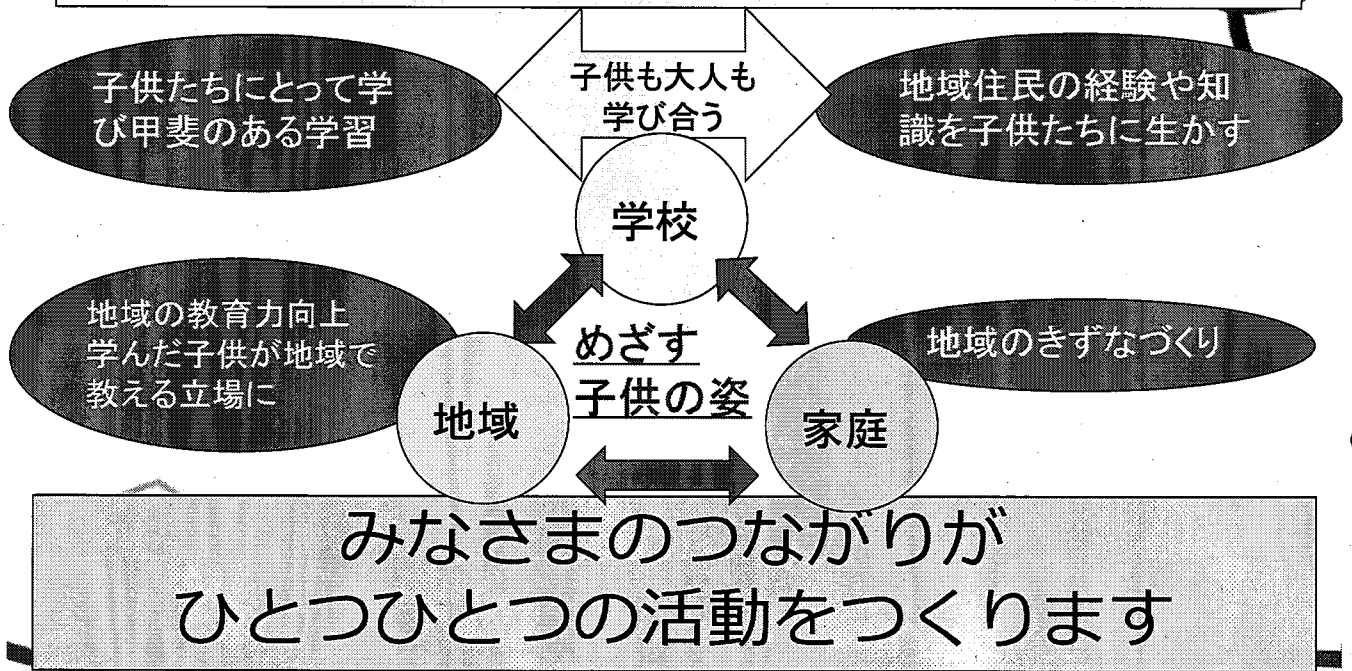 子供も大人も
学び合う
子供たちにとって学
び甲斐のある学習
地域住民の経験や知
識を子供たちに生かす
学校
地域の教育力向上
学んだ子供が地域で
教える立場に
めざす
子供の姿
地域のきずなづくり
地域
家庭
みなさまのつながりが
ひとつひとつの活動をつくります